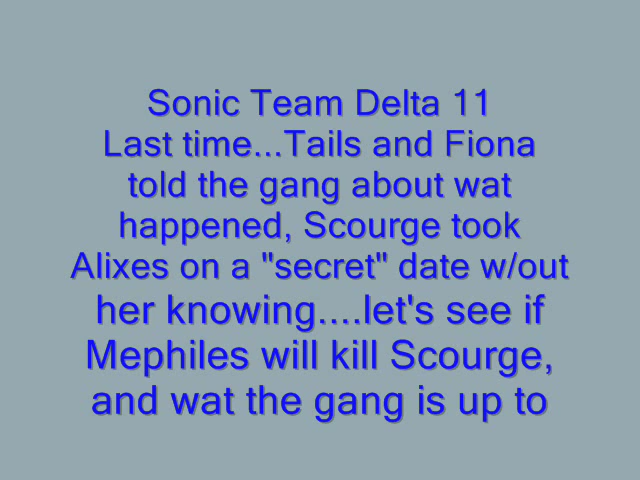 Sonic Team Delta 11
Last time...Tails and Fiona
told the gang about wat
happened, Scourge took
Alixes on a "secret" date w/out
her knowing....let's see if
Mephiles will kill Scourge,
and wat the gang is up to